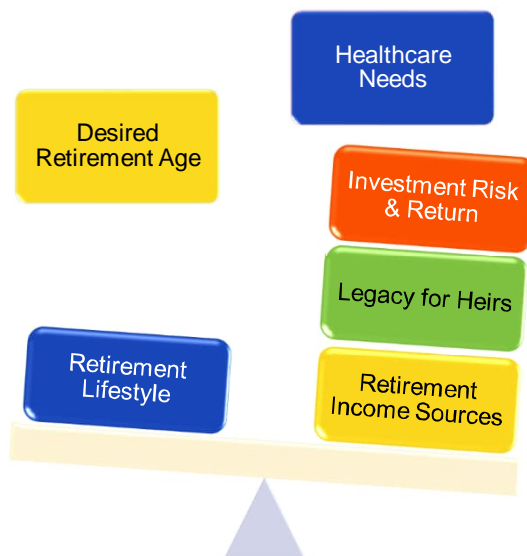 Healthcare
Needs
Desired
Retirement Age
Investment Risk
& Return
Legacy for Heirs
Retirement
Lifestyle
Retirement
Income Sources